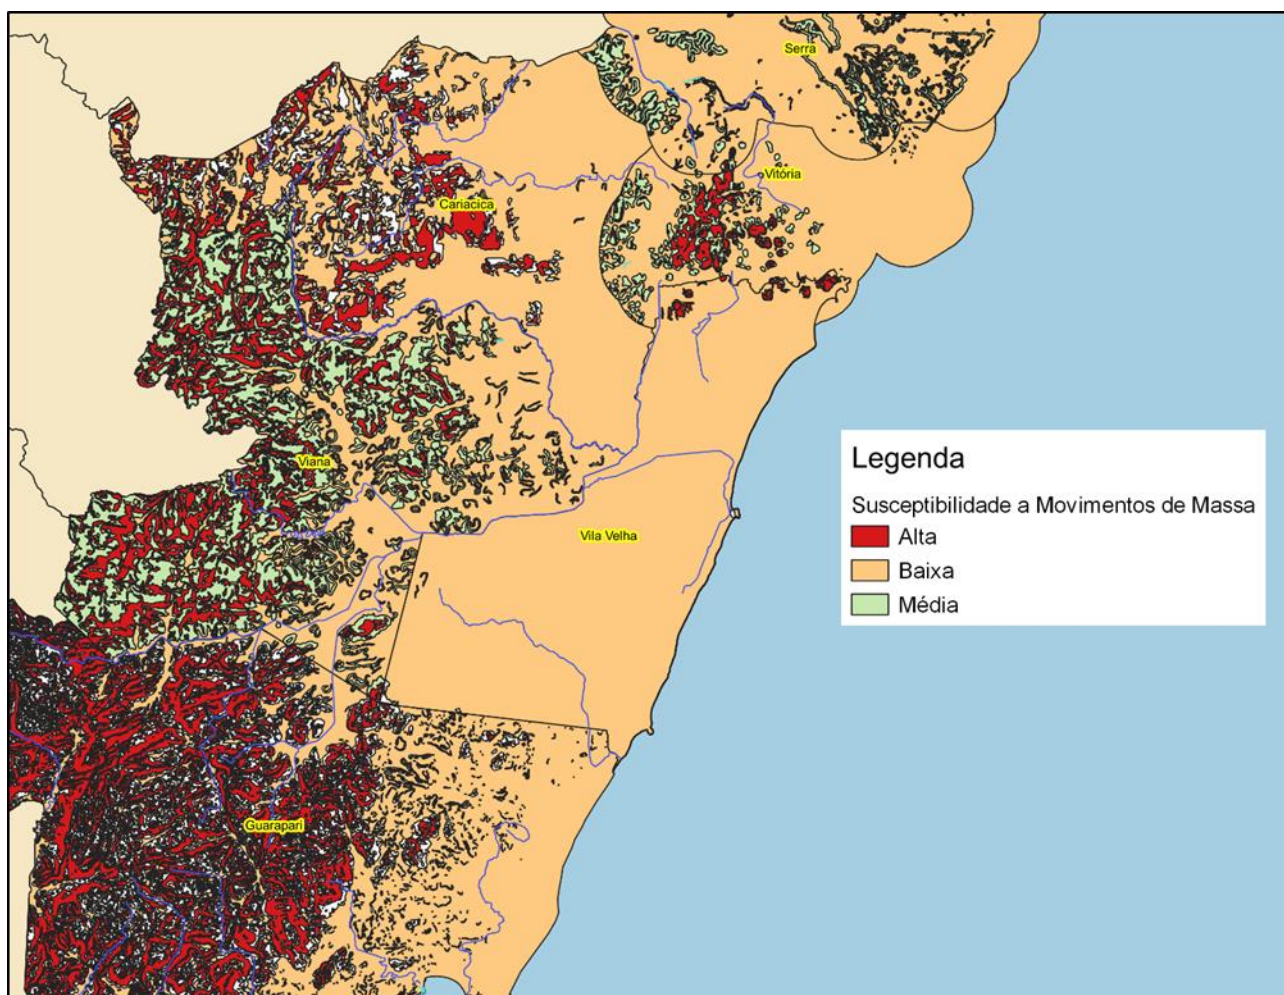 Serra
Vitória
Cariacica
Viana
Vila Velha
Guarapari
Legenda
Susceptibilidade a Movimentos de Massa
Alta
Baixa
Média